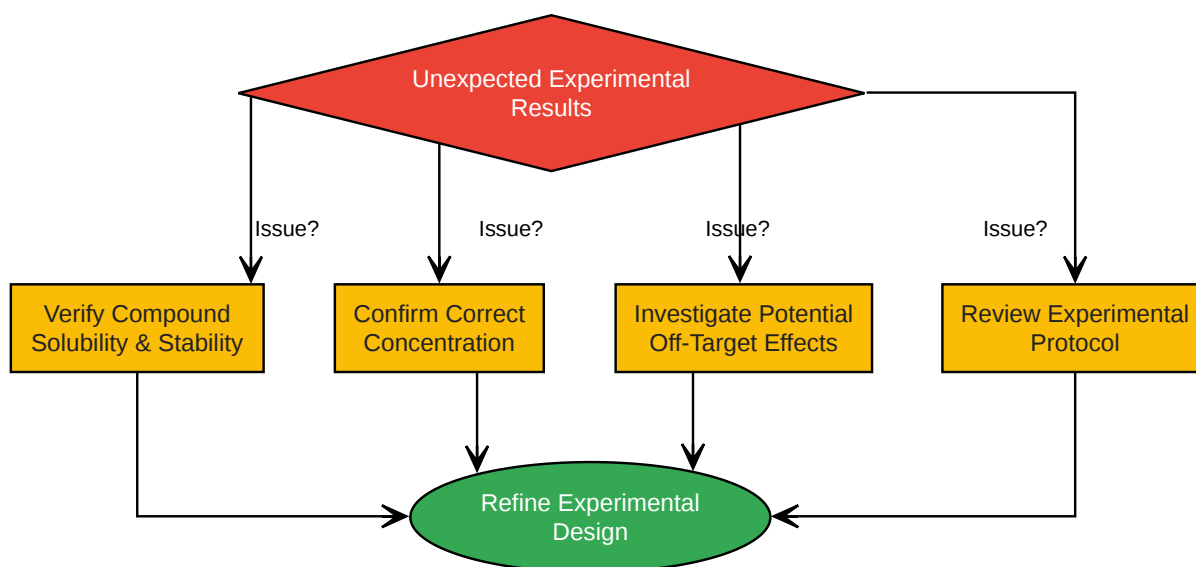 Unexpected Experimental
Results
Issue?
Issue?
Issue?
Issue?
Verify Compound
Solubility & Stability
Confirm Correct
Concentration
Investigate Potential
Off-Target Effects
Review Experimental
Protocol
Refine Experimental
Design